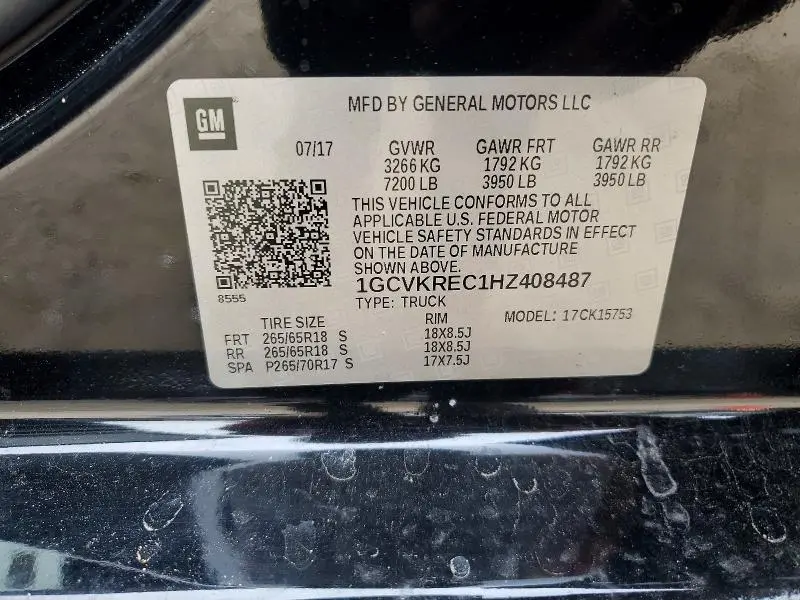 GM
MFD BY GENERAL MOTORS LLC
07/17 GVWR GAWR FRT GAWR RR
3266 KG 1792 KG 1792 KG
7200 LB 3950 LB 3950 LB
THIS VEHICLE CONFORMS TO ALL
APPLICABLE U.S. FEDERAL MOTOR
VEHICLE SAFETY STANDARDS IN EFFECT
ON THE DATE OF MANUFACTURE
SHOWN ABOVE.
1GCVKREC1HZ408487
8555
TYPE: TRUCK
TIRE SIZE RIM MODEL: 17CK15753
FRT 265/65R18 S 18X8.5J
RR 265/65R18 S 18X8.5J
SPA P265/70R17 S 17X7.5J